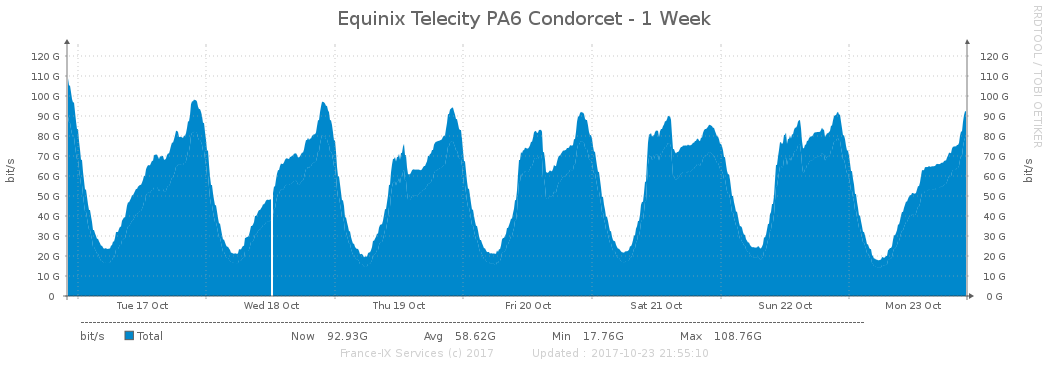 Equinix Telecity PA6 Condorcet - 1 Week
RRDTOOL / TOBI OETIKER
bit/s
120 G 120 G
110 G 110 G
100 G 100 G
90 G 90 G
80 G 80 G
70 G 70 G
60 G 60 G
50 G 50 G
40 G 40 G
30 G 30 G
20 G 20 G
10 G 10 G
0 0 G
bit/s
Tue 17 Oct Wed 18 Oct Thu 19 Oct Fri 20 Oct Sat 21 Oct Sun 22 Oct Mon 23 Oct
bit/s Total Now 92.93G Avg 58.62G Min 17.76G Max 108.76G
France-IX Services (c) 2017 Updated : 2017-10-23 21:55:10